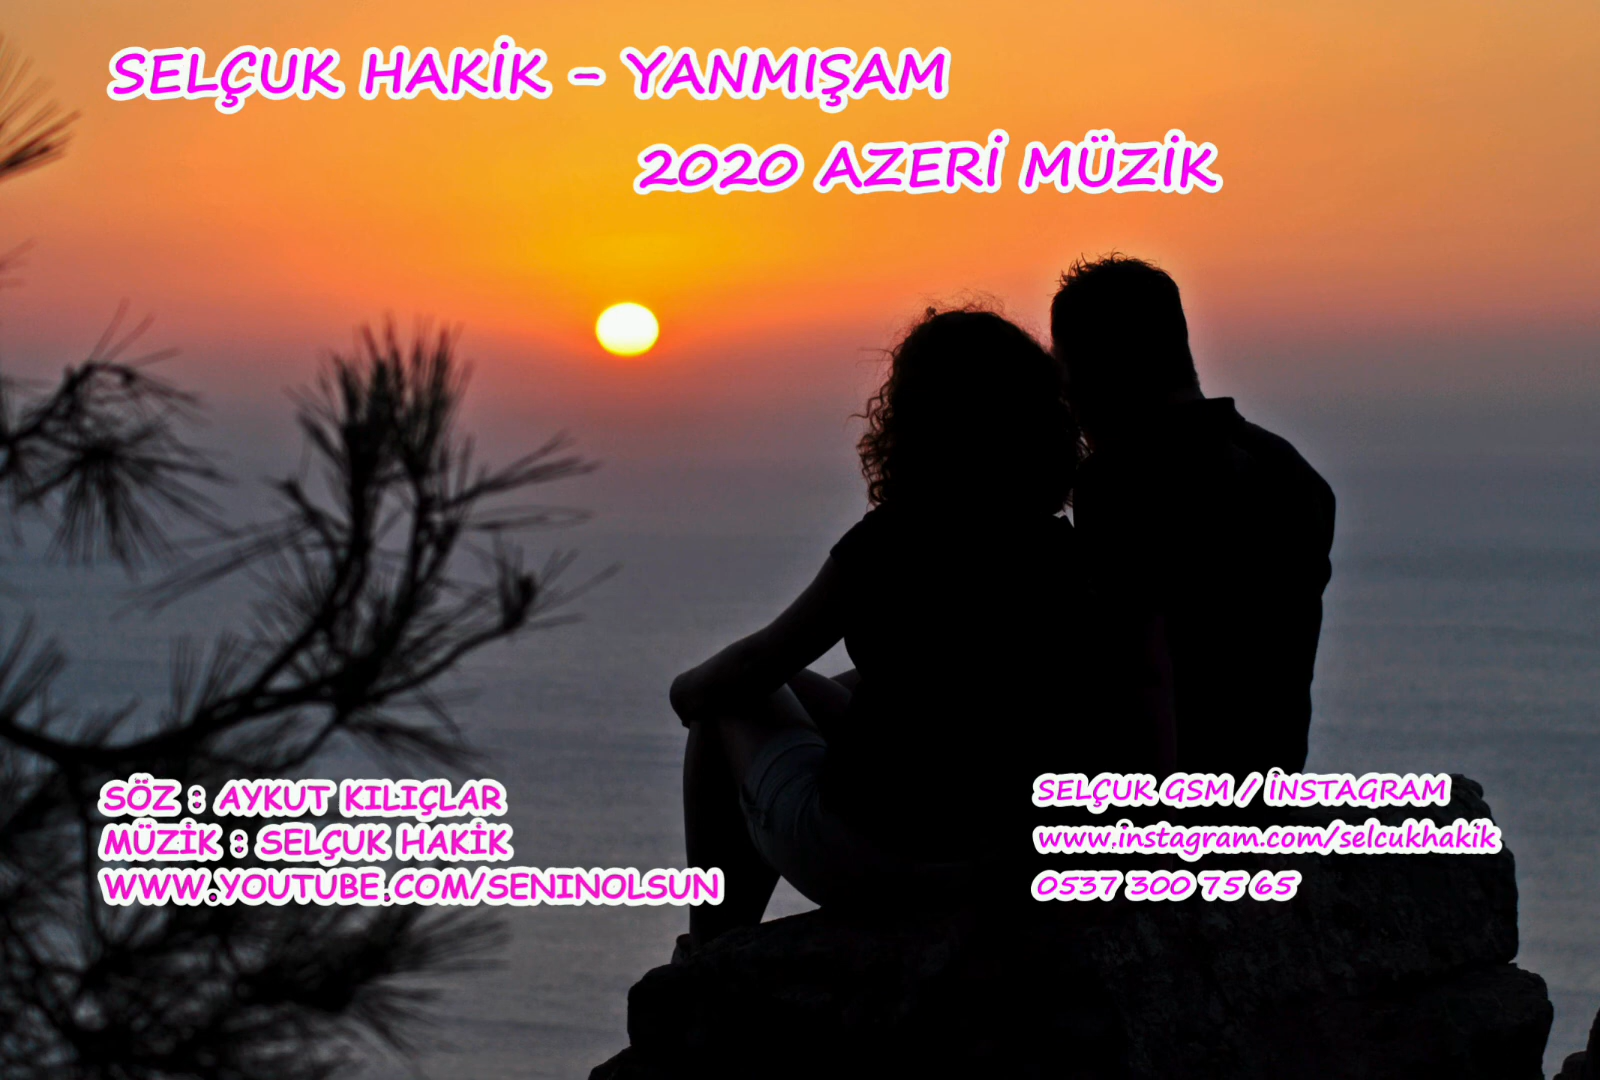 SELÇUK HAKİK - YANMIŞAM
2020 AZERİ MÜZİK
SÖZ : AYKUT KILIÇLAR
MÜZİK : SELÇUK HAKİK
WWW.YOUTUBE.COM/SENINOLSUN
SELÇUK GSM / İNSTAGRAM
www.instagram.com/selcukhakik
0537 300 75 65